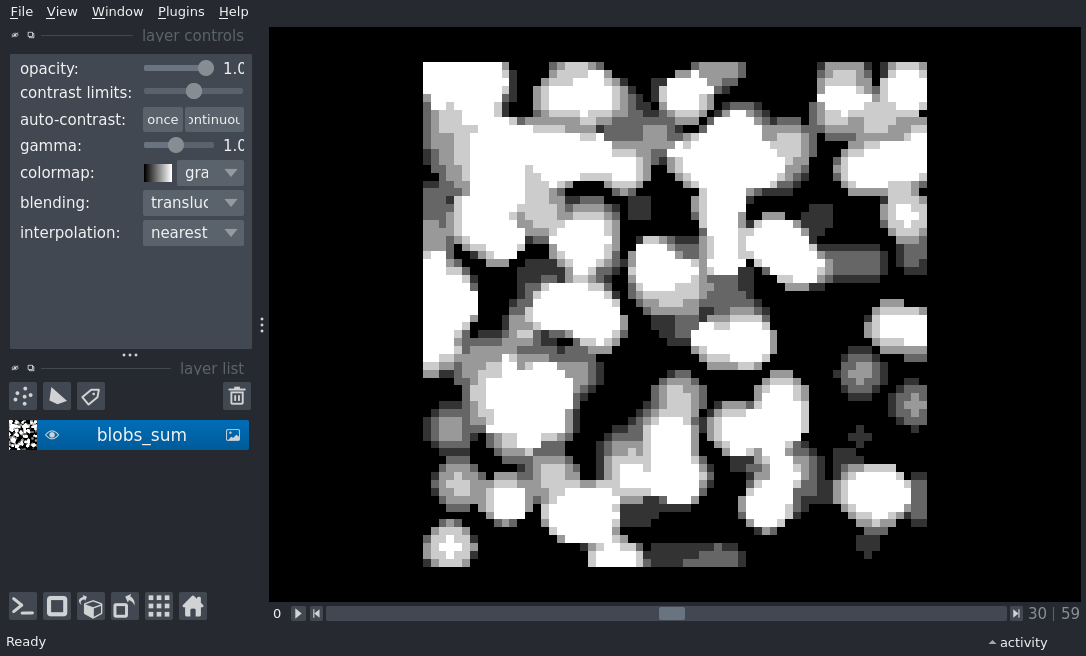 File View Window Plugins Help
layer controls
opacity: 1.0
contrast limits:
auto-contrast: once ontinuou
gamma: 1.0
colormap: gra
blending: transluc
interpolation: nearest
layer list
blobs_sum
0 30 | 59
Ready activity